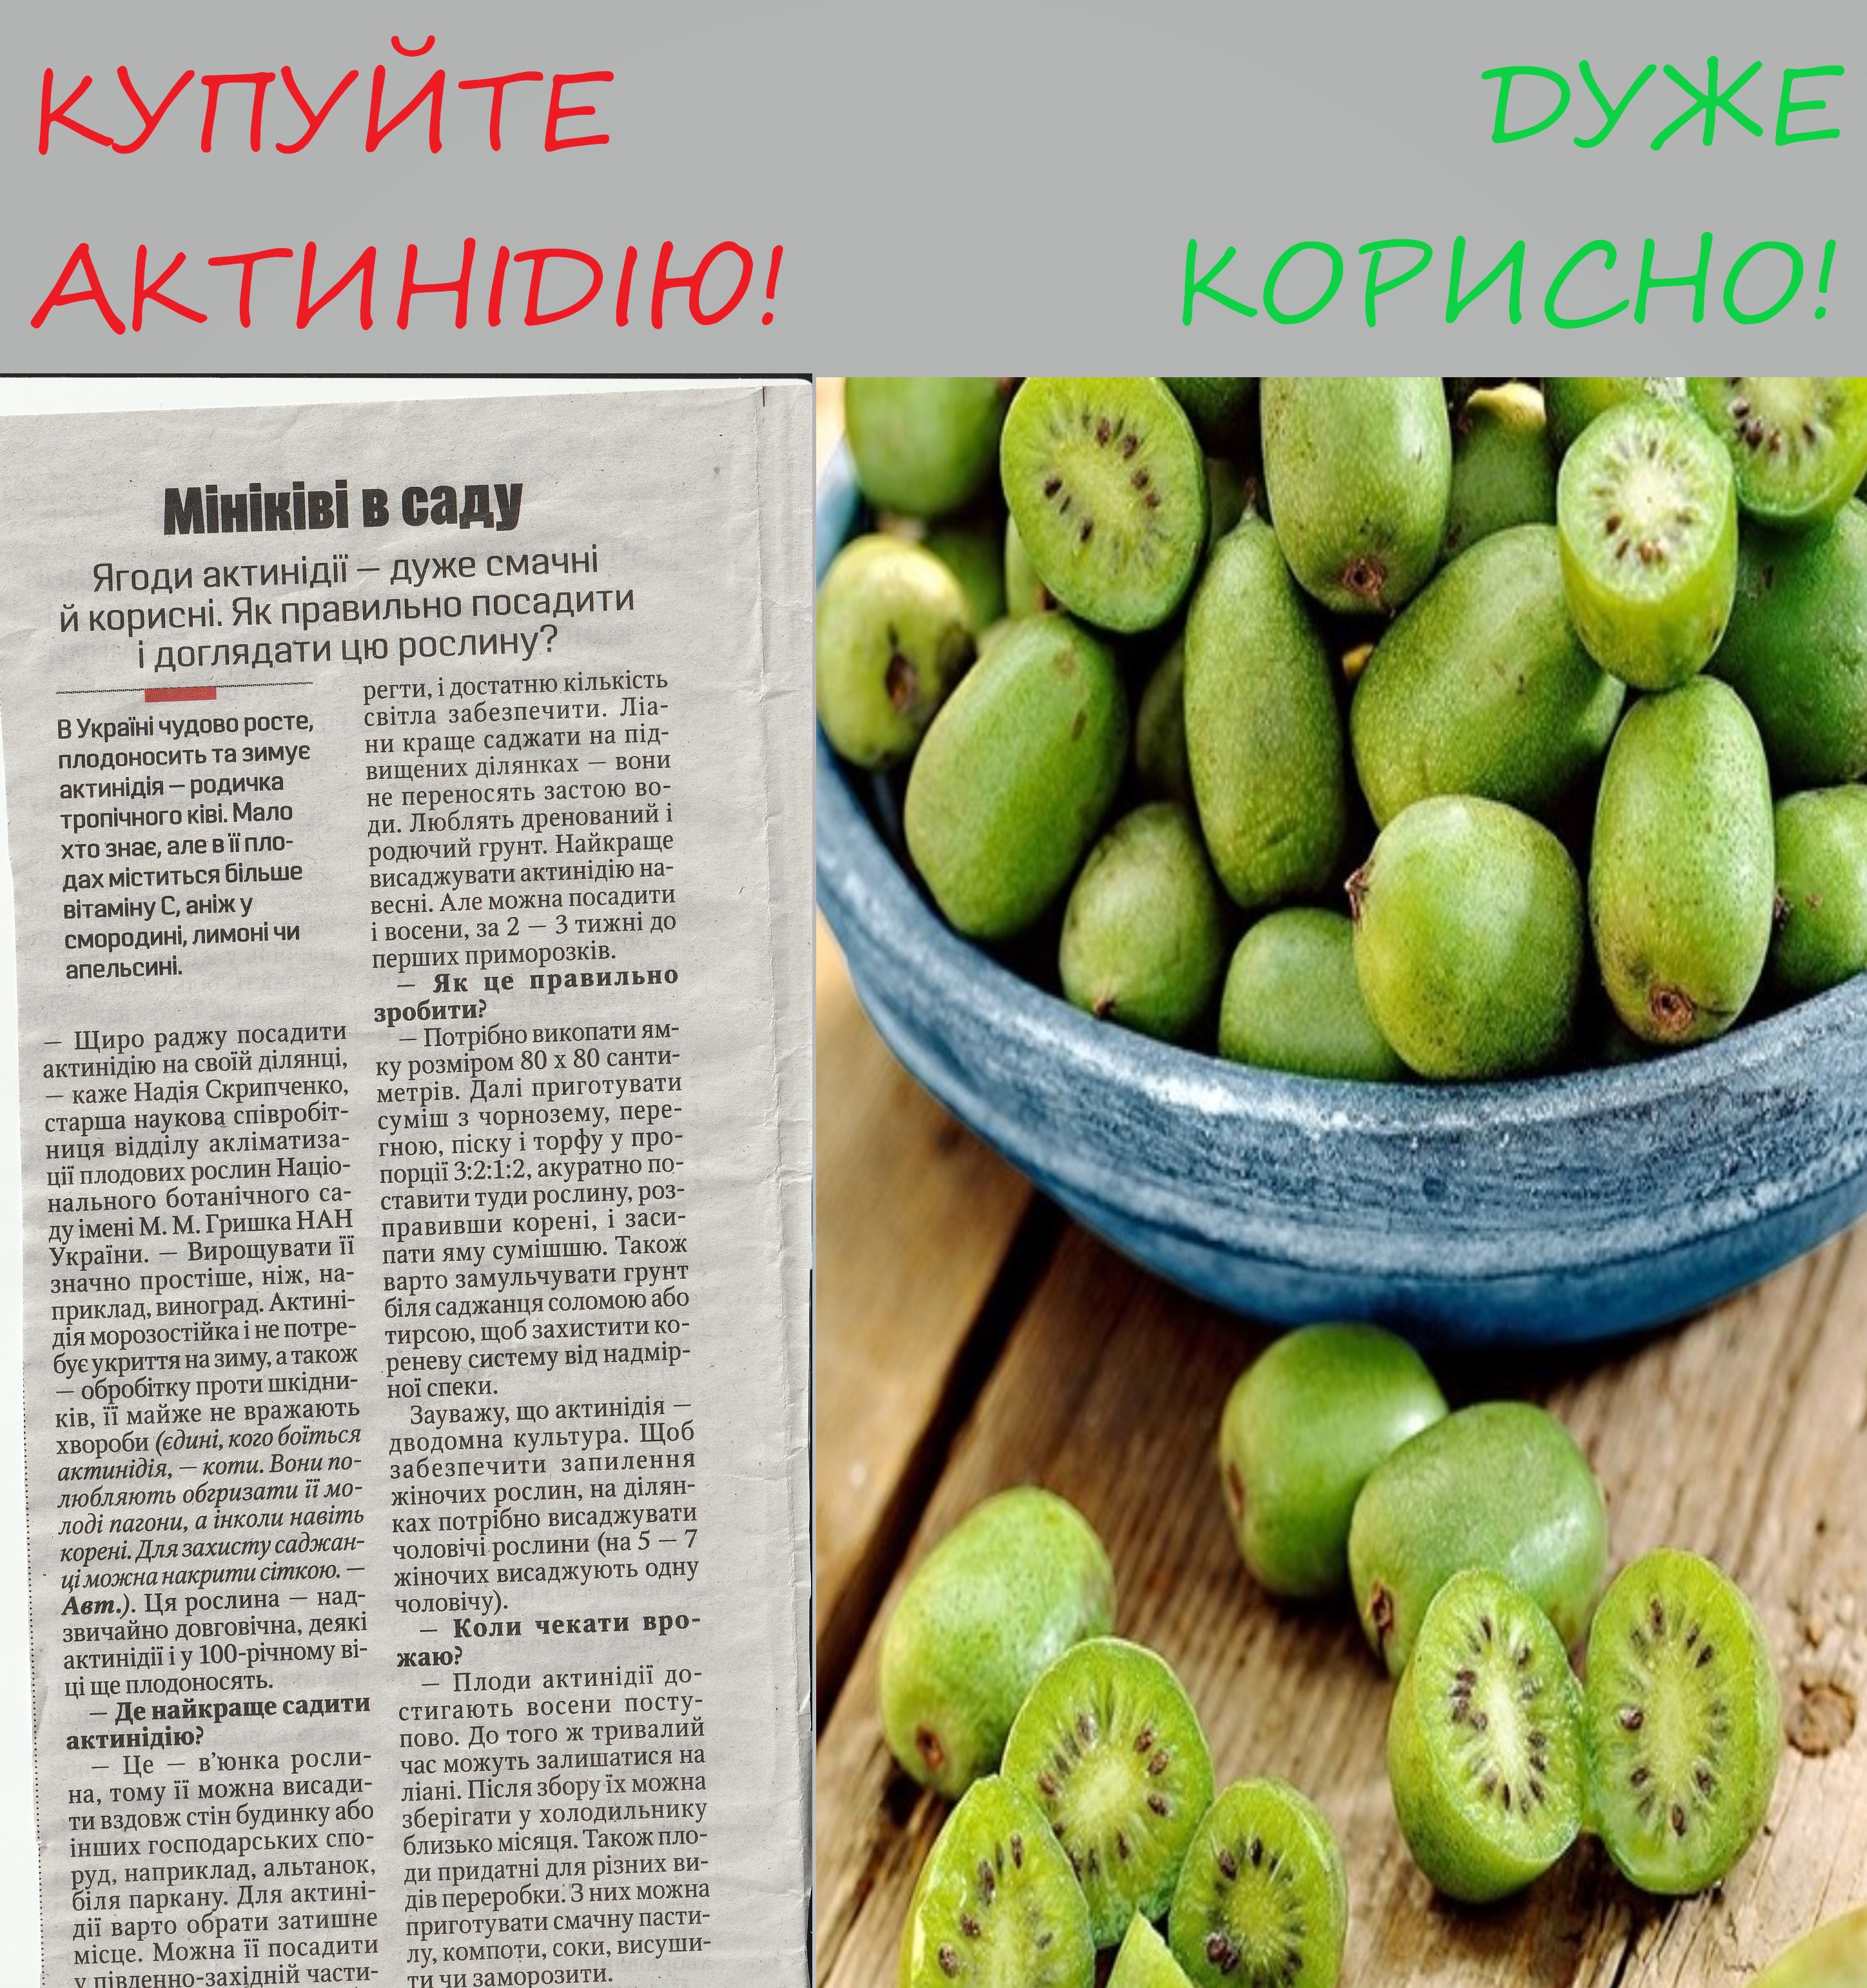 КУПУЙТЕ
АКТИНІДІЮ!
ДУЖЕ
КОРИСНО!
Мініківі в саду
Ягоди актинідії – дуже смачні
й корисні. Як правильно посадити
і доглядати цю рослину?
В Україні чудово росте,
плодоносить та зимує
актинідія – родичка
тропічного ківі. Мало
хто знає, але в її пло-
дах міститься більше
вітаміну С, аніж у
смородині, лимоні чи
апельсині.
— Щиро раджу посадити
актинідію на своїй ділянці,
— каже Надія Скрипченко,
старша наукова співробіт-
ниця відділу акліматиза-
ції плодових рослин Націо-
нального ботанічного са-
ду імені М. М. Гришка НАН
України. — Вирощувати її
значно простіше, ніж, на-
приклад, виноград. Актині-
дія морозостійка і не потре-
бує укриття на зиму, а також
— обробітку проти шкідни-
ків, її майже не вражають
хвороби (єдині, кого боїться
актинідія, — коти. Вони по-
любляють обгризати її мо-
лоді пагони, а інколи навіть
корені. Для захисту саджан-
ці можна накрити сіткою. —
Авт.). Ця рослина — над-
звичайно довговічна, деякі
актинідії і у 100-річному ві-
ці ще плодоносять.
— Де найкраще садити
актинідію?
— Це — в’юнка росли-
на, тому її можна висади-
ти вздовж стін будинку або
інших господарських спо-
руд, наприклад, альтанок,
біля паркану. Для актині-
дії варто обрати затишне
місце. Можна її посадити
у південно-західній части-
регти, і достатню кількість
світла забезпечити. Ліа-
ни краще саджати на під-
вищених ділянках — вони
не переносять застою во-
ди. Люблять дренований і
родючий грунт. Найкраще
висаджувати актинідію на-
весні. Але можна посадити
і восени, за 2 — 3 тижні до
перших приморозків.
— Як це правильно
зробити?
— Потрібно викопати ям-
ку розміром 80 х 80 санти-
метрів. Далі приготувати
суміш з чорнозему, пере-
гною, піску і торфу у про-
порції 3:2:1:2, акуратно по-
ставити туди рослину, роз-
правивши корені, і заси-
пати яму сумішшю. Також
варто замульчувати грунт
біля саджанця соломою або
тирсою, щоб захистити ко-
реневу систему від надмір-
ної спеки.
Зауважу, що актинідія —
дводомна культура. Щоб
забезпечити запилення
жіночих рослин, на ділян-
ках потрібно висаджувати
чоловічі рослини (на 5 — 7
жіночих висаджують одну
чоловічу).
— Коли чекати вро-
жаю?
— Плоди актинідії до-
стигають восени посту-
пово. До того ж тривалий
час можуть залишатися на
ліані. Після збору їх можна
зберігати у холодильнику
близько місяця. Також пло-
ди придатні для різних ви-
дів переробки. З них можна
приготувати смачну пасти-
лу, компоти, соки, висуши-
ти чи заморозити.